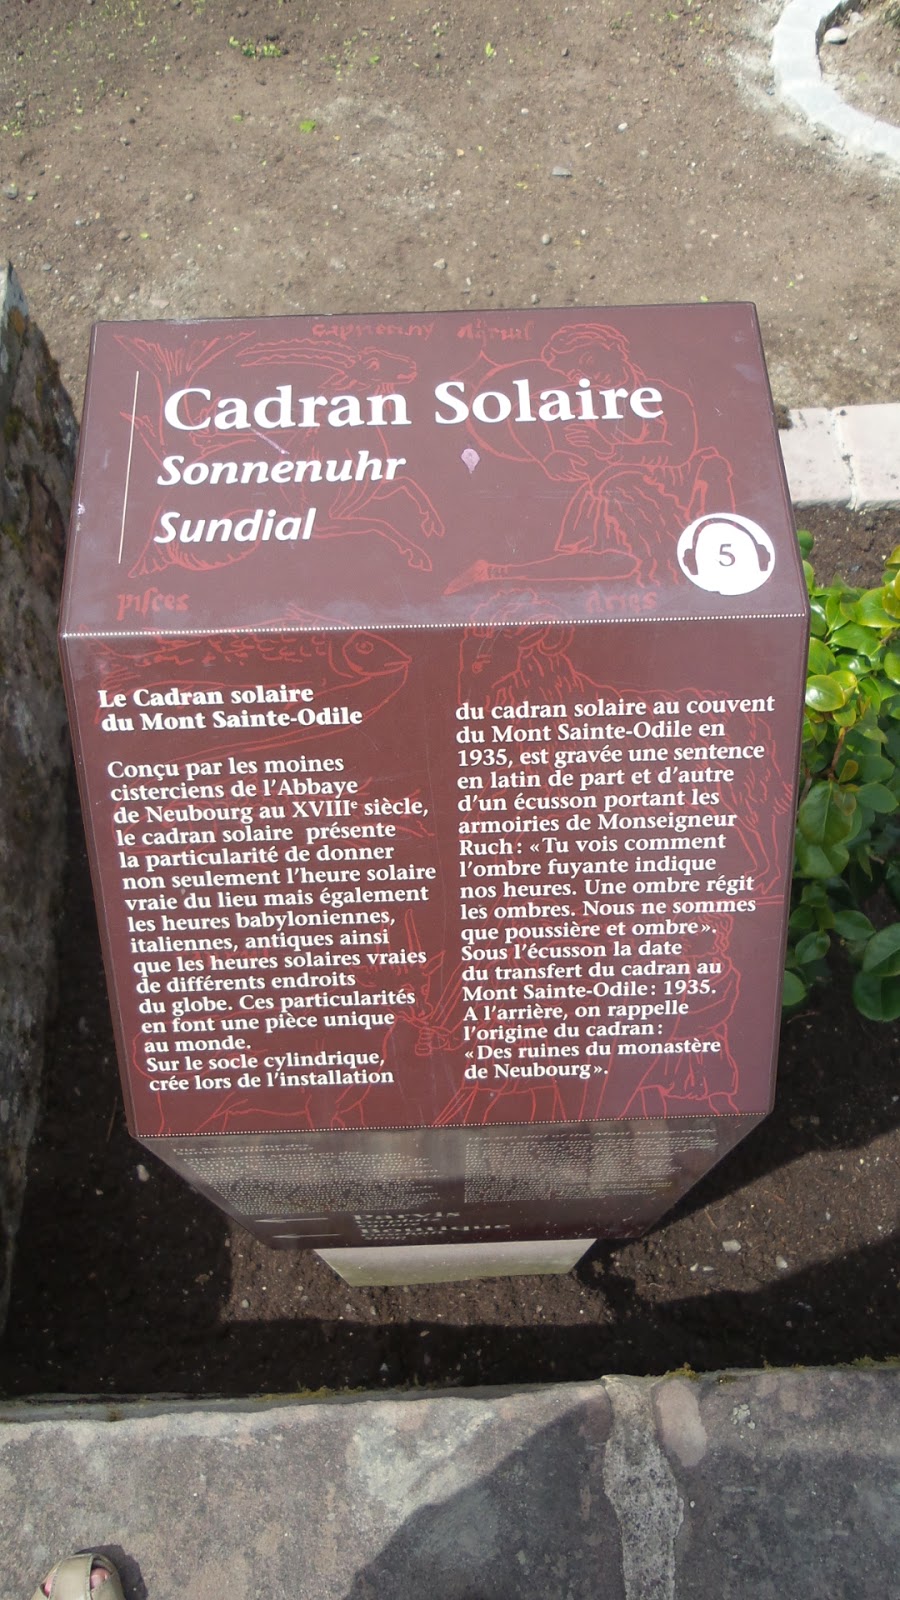 Cadran Solaire
Sonnenuhr
Sundial
5
pisces
aries
Le Cadran solaire
du Mont Sainte-Odile
Conçu par les moines
cisterciens de l'Abbaye
de Neubourg au XVIIIe siècle,
le cadran solaire présente
la particularité de donner
non seulement l'heure solaire
vraie du lieu mais également
les heures babyloniennes,
italiennes, antiques ainsi
que les heures solaires vraies
de différents endroits
du globe. Ces particularités
en font une pièce unique
au monde.
Sur le socle cylindrique,
crée lors de l'installation
du cadran solaire au couvent
du Mont Sainte-Odile en
1935, est gravée une sentence
en latin de part et d'autre
d'un écusson portant les
armoiries de Monseigneur
Ruch : « Tu vois comment
l'ombre fuyante indique
nos heures. Une ombre régit
les ombres. Nous ne sommes
que poussière et ombre ».
Sous l'écusson la date
du transfert du cadran au
Mont Sainte-Odile : 1935.
A l'arrière, on rappelle
l'origine du cadran :
« Des ruines du monastère
de Neubourg ».
Parvis